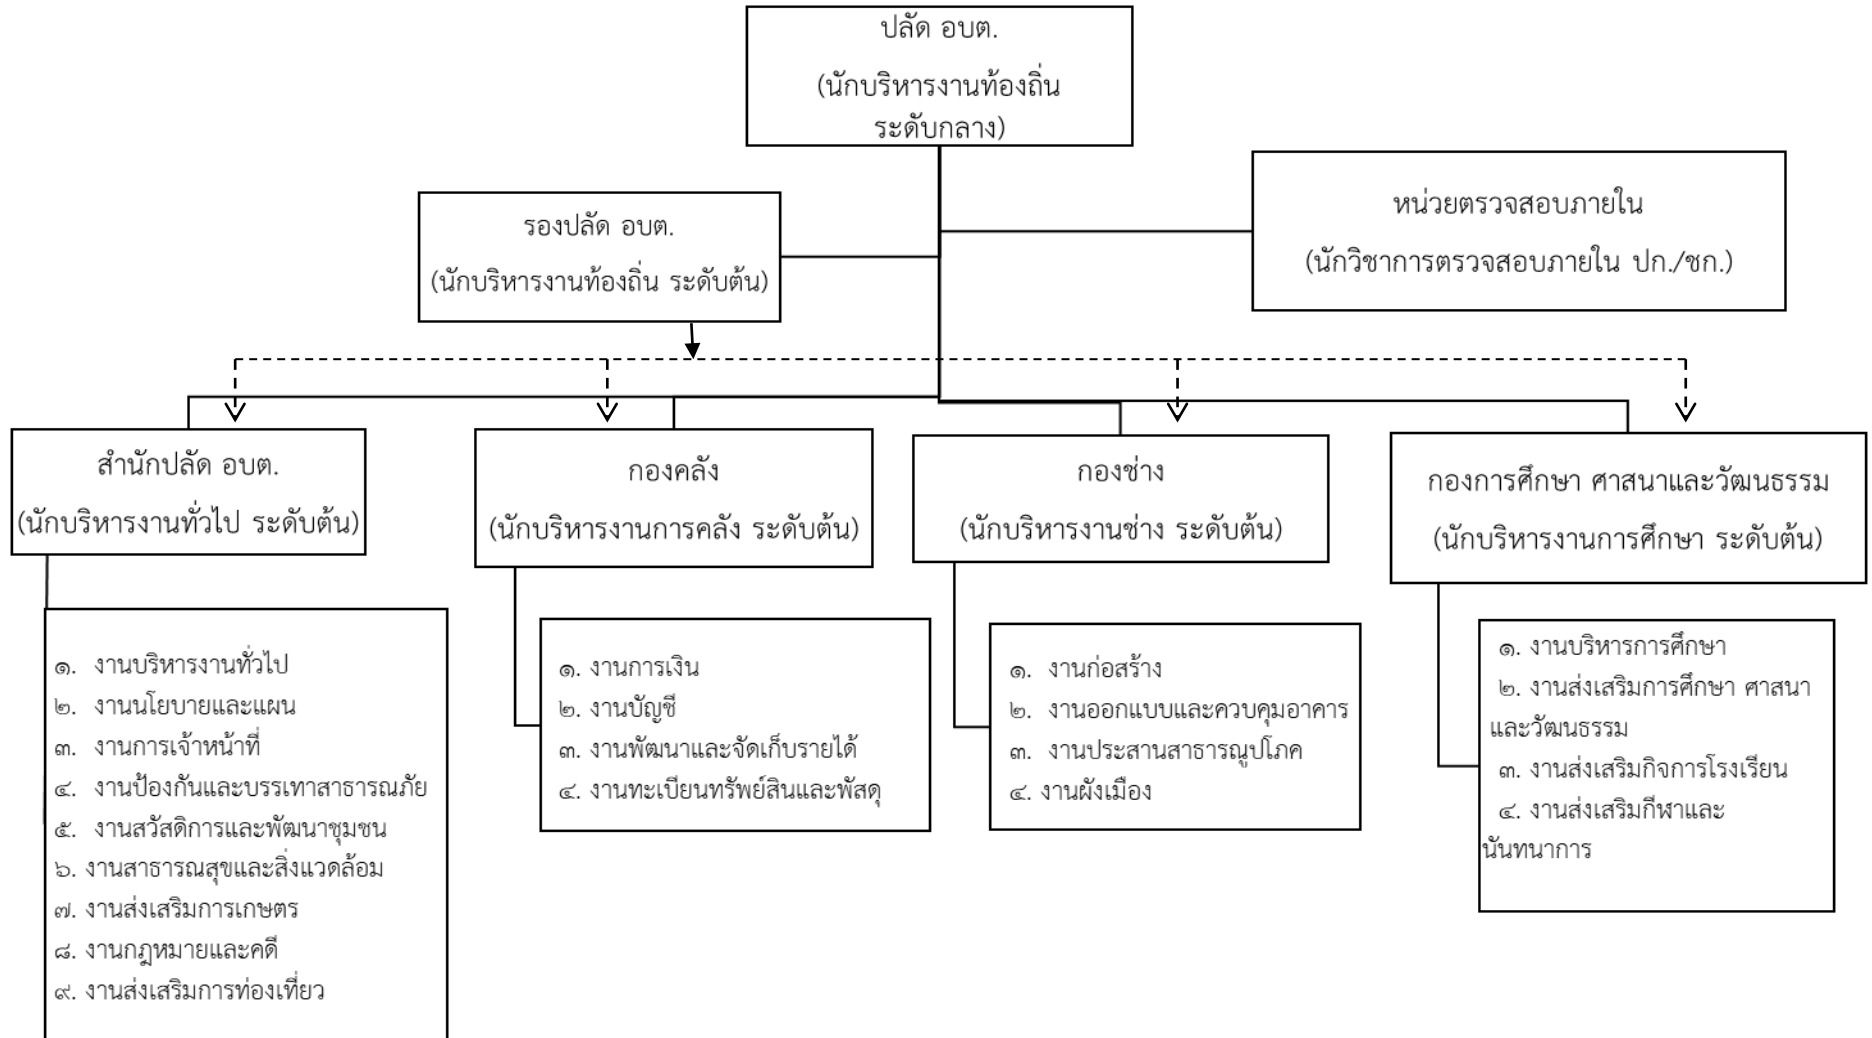 ปลัด อบต.
(นักบริหารงานท้องถิ่น
ระดับกลาง)
หน่วยตรวจสอบภายใน
(นักวิชาการตรวจสอบภายใน ปก./ชก.)
รองปลัด อบต.
(นักบริหารงานท้องถิ่น ระดับต้น)
สำนักปลัด อบต.
(นักบริหารงานทั่วไป ระดับต้น)
กองคลัง
(นักบริหารงานการคลัง ระดับต้น)
กองช่าง
(นักบริหารงานช่าง ระดับต้น)
กองการศึกษา ศาสนาและวัฒนธรรม
(นักบริหารงานการศึกษา ระดับต้น)
๑. งานบริหารงานทั่วไป
๒. งานนโยบายและแผน
๓. งานการเจ้าหน้าที่
๔. งานป้องกันและบรรเทาสาธารณภัย
๕. งานสวัสดิการและพัฒนาชุมชน
๖. งานสาธารณสุขและสิ่งแวดล้อม
๗. งานส่งเสริมการเกษตร
๘. งานกฎหมายและคดี
๙. งานส่งเสริมการท่องเที่ยว
๑. งานการเงิน
๒. งานบัญชี
๓. งานพัฒนาและจัดเก็บรายได้
๔. งานทะเบียนทรัพย์สินและพัสดุ
๑. งานก่อสร้าง
๒. งานออกแบบและควบคุมอาคาร
๓. งานประสานสาธารณูปโภค
๔. งานผังเมือง
๑. งานบริหารการศึกษา
๒. งานส่งเสริมการศึกษา ศาสนา
และวัฒนธรรม
๓. งานส่งเสริมกิจการโรงเรียน
๔. งานส่งเสริมกีฬาและ
นันทนาการ